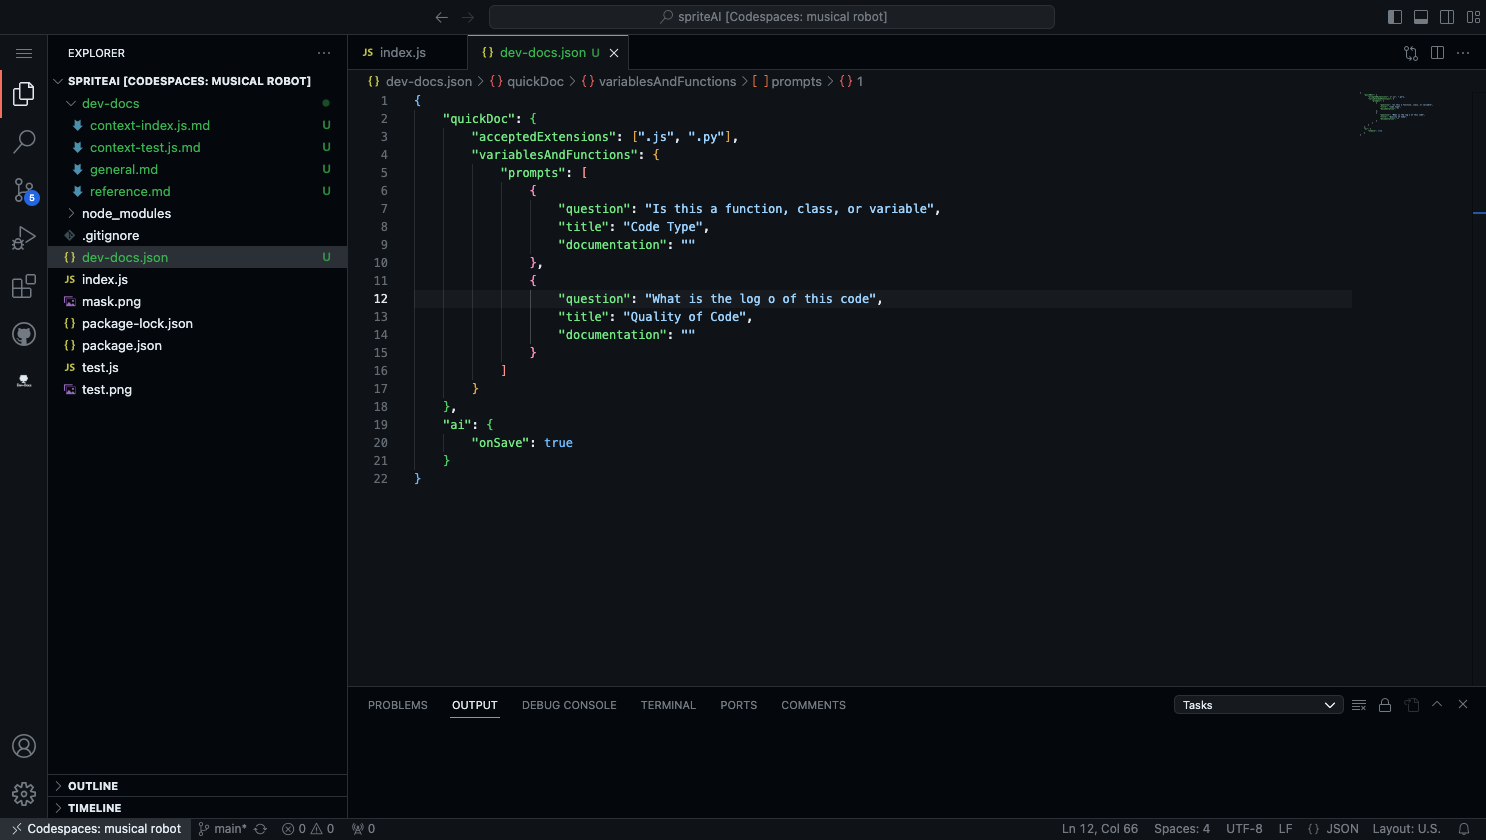 spriteAI [Codespaces: musical robot]
EXPLORER
SPRITEAI [CODESPACES: MUSICAL ROBOT]
dev-docs
context-index.js.md U
context-test.js.md U
general.md U
reference.md U
node_modules
.gitignore
dev-docs.json U
index.js
mask.png
package-lock.json
package.json
test.js
test.png
OUTLINE
TIMELINE
5
JS index.js
{} dev-docs.json U
{} dev-docs.json > {} quickDoc > {} variablesAndFunctions > [ ] prompts > {} 1
1 {
2 "quickDoc": {
3 "acceptedExtensions": [".js", ".py"],
4 "variablesAndFunctions": {
5 "prompts": [
6 {
7 "question": "Is this a function, class, or variable",
8 "title": "Code Type",
9 "documentation": ""
10 },
11 {
12 "question": "What is the log o of this code",
13 "title": "Quality of Code",
14 "documentation": ""
15 }
16 ]
17 }
18 },
19 "ai": {
20 "onSave": true
21 }
22 }
PROBLEMS OUTPUT DEBUG CONSOLE TERMINAL PORTS COMMENTS
Tasks
Codespaces: musical robot main* 0 0 0 Ln 12, Col 66 Spaces: 4 UTF-8 LF {} JSON Layout: U.S.